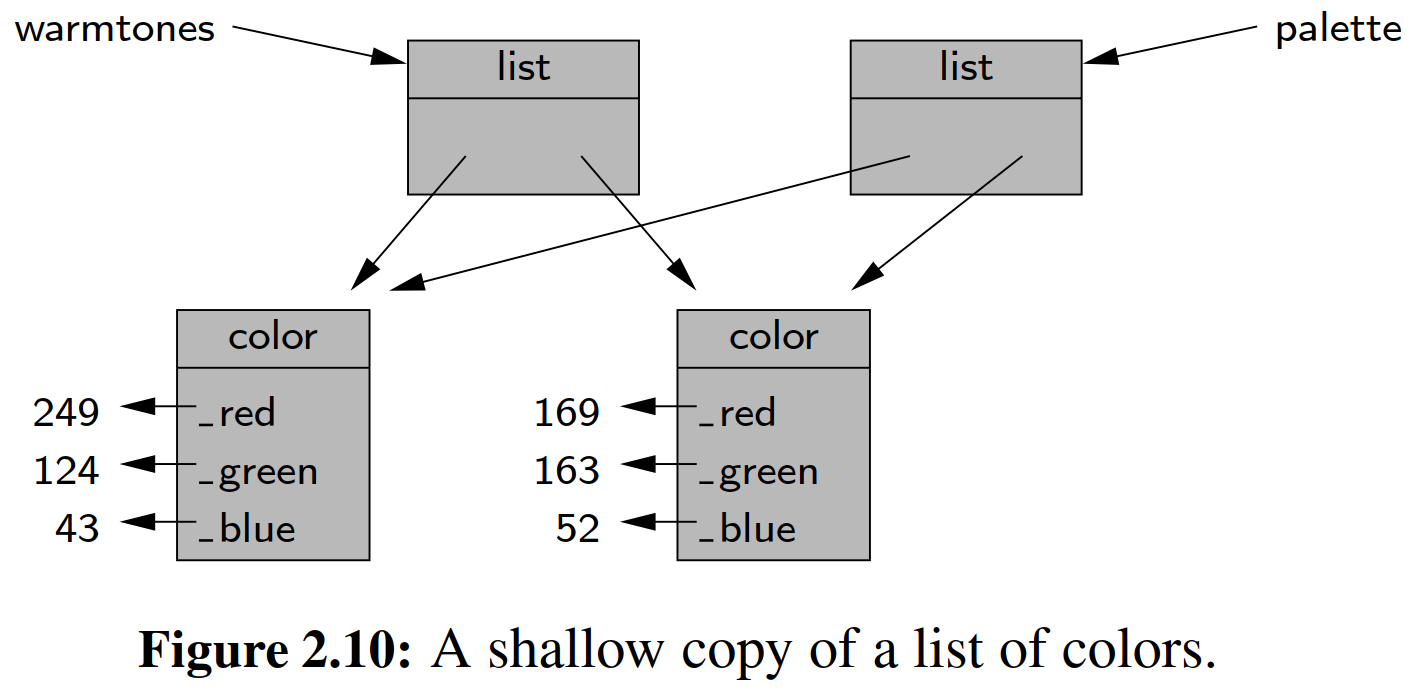 warmtones
palette
list
list
color
color
249
_red
169
_red
124
_green
163
_green
43
_blue
52
_blue
Figure 2.10: A shallow copy of a list of colors.